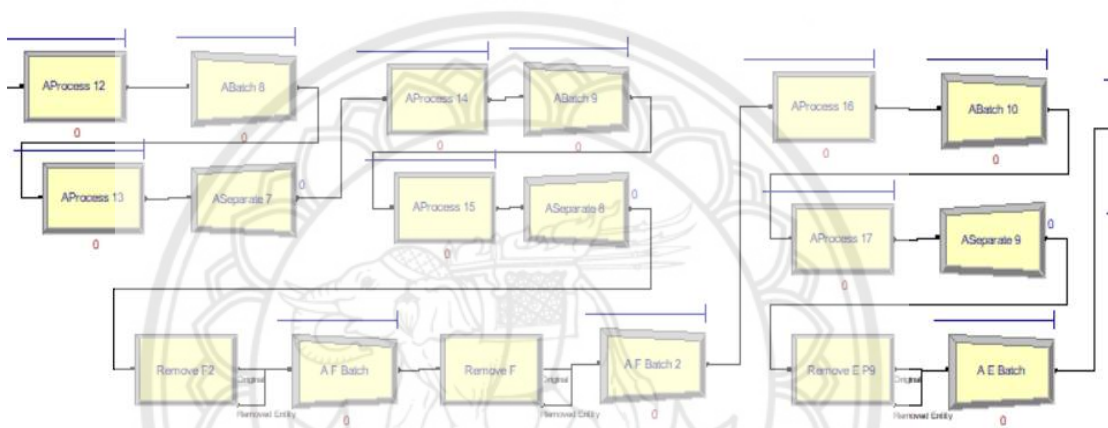 AProcess 12
0
ABatch 8
0
AProcess 13
0
ASeparate 7
0
AProcess 14
0
ABatch 9
0
AProcess 15
0
ASeparate 8
0
Remove F2
Original
Removed Entity
A F Batch
0
Remove F
Original
Removed Entity
A F Batch 2
0
AProcess 16
0
ABatch 10
0
AProcess 17
0
ASeparate 9
0
Remove E P9
Original
Removed Entity
A E Batch
0